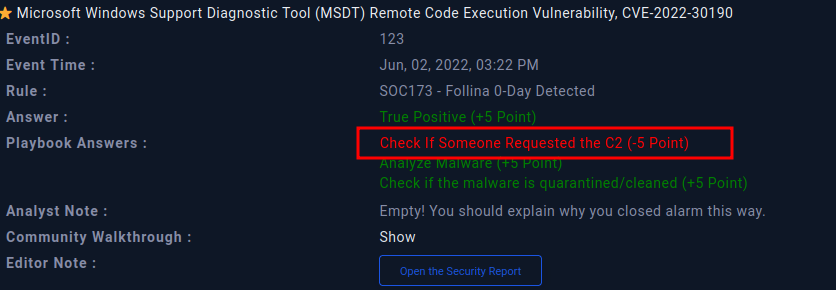 Microsoft Windows Support Diagnostic Tool (MSDT) Remote Code Execution Vulnerability, CVE-2022-30190
EventID : 123
Event Time : Jun, 02, 2022, 03:22 PM
Rule : SOC173 - Follina 0-Day Detected
Answer : True Positive (+5 Point)
Playbook Answers : Check If Someone Requested the C2 (-5 Point)
Analyze Malware (+5 Point)
Check if the malware is quarantined/cleaned (+5 Point)
Analyst Note : Empty! You should explain why you closed alarm this way.
Community Walkthrough : Show
Editor Note : Open the Security Report